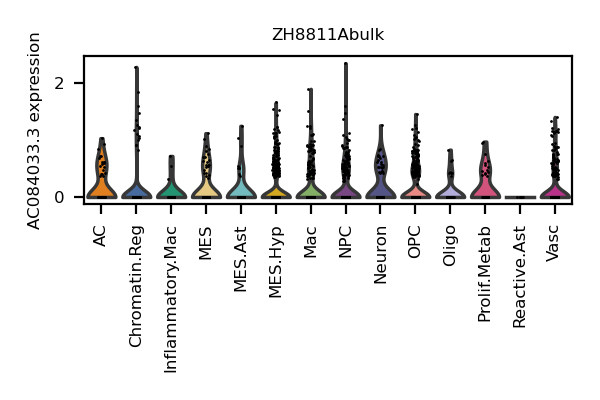 ZH8811Abulk
AC084033.3 expression
2
0
AC
Chromatin.Reg
Inflammatory.Mac
MES
MES.Ast
MES.Hyp
Mac
NPC
Neuron
OPC
Oligo
Prolif.Metab
Reactive.Ast
Vasc